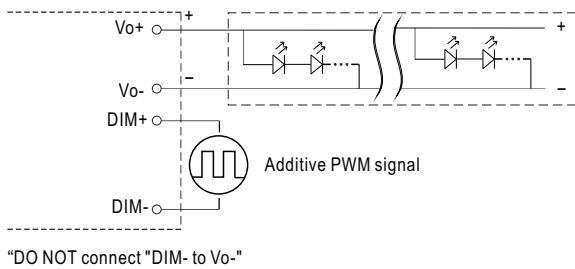 Vo+
+
+
−
−
Vo-
DIM+
Additive PWM signal
DIM-
“DO NOT connect "DIM- to Vo-"